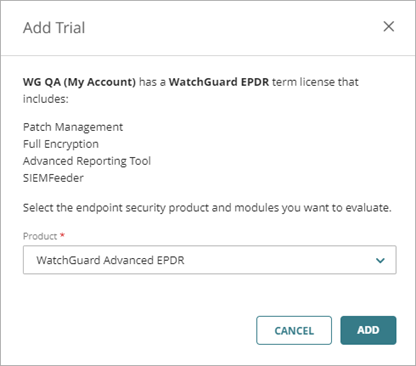 Add Trial
WG QA (My Account) has a WatchGuard EPDR term license that
includes:
Patch Management
Full Encryption
Advanced Reporting Tool
SIEMFeeder
Select the endpoint security product and modules you want to evaluate.
Product *
WatchGuard Advanced EPDR
CANCEL
ADD